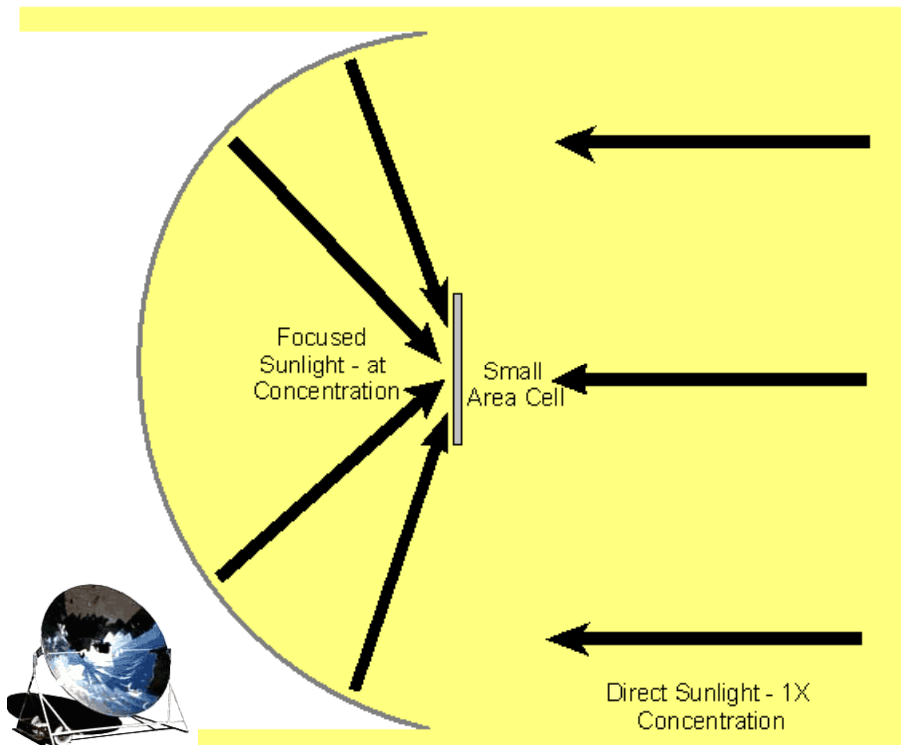 Focused
Sunlight - at
Concentration
Small
Area Cell
Direct Sunlight - 1X
Concentration